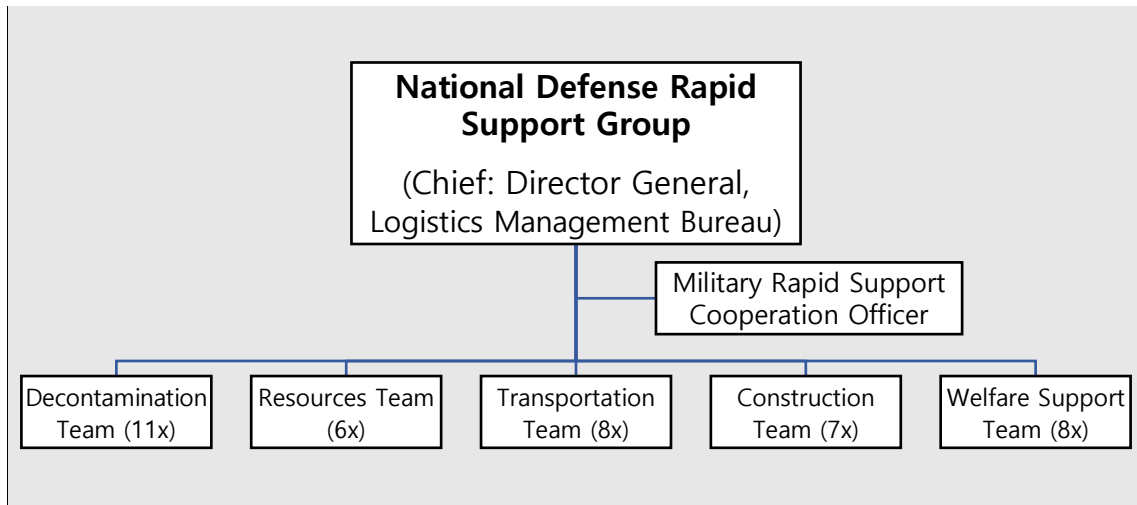 National Defense Rapid
Support Group
(Chief: Director General,
Logistics Management Bureau)
Military Rapid Support
Cooperation Officer
Decontamination
Team (11x)
Resources Team
(6x)
Transportation
Team (8x)
Construction
Team (7x)
Welfare Support
Team (8x)